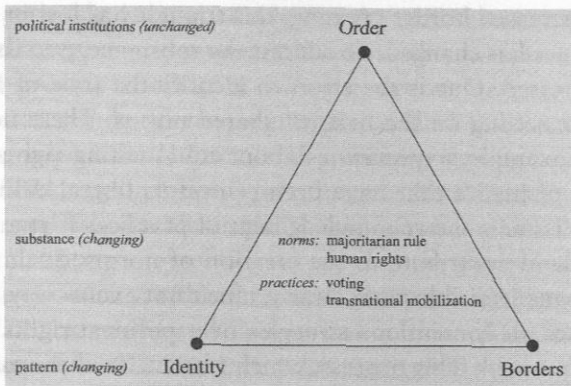 political institutions (unchanged)
Order
substance (changing)
norms: majoritarian rule
human rights
practices: voting
transnational mobilization
Identity
Borders
pattern (changing)